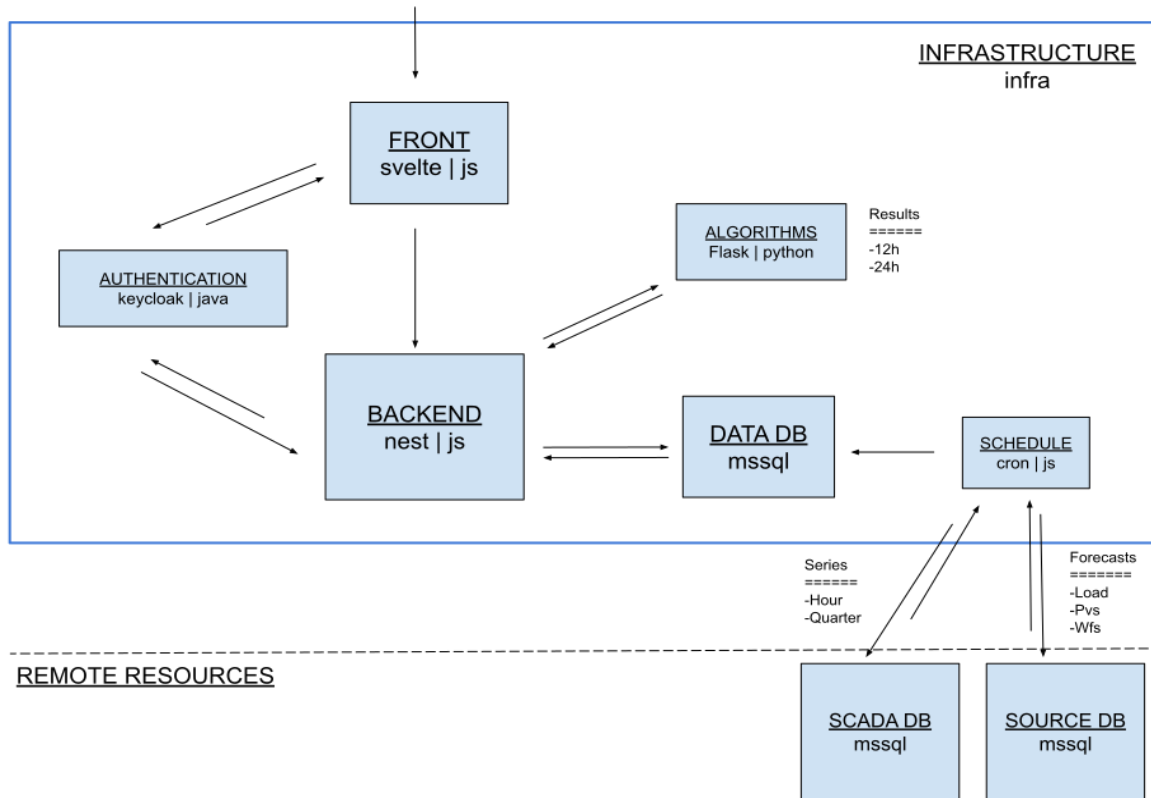 INFRASTRUCTURE
infra
FRONT
svelte | js
ALGORITHMS
Flask | python
Results
======
-12h
-24h
AUTHENTICATION
keycloak | java
BACKEND
nest | js
DATA DB
mssql
SCHEDULE
cron | js
Series
======
-Hour
-Quarter
Forecasts
=======
-Load
-Pvs
-Wfs
REMOTE RESOURCES
SCADA DB
mssql
SOURCE DB
mssql